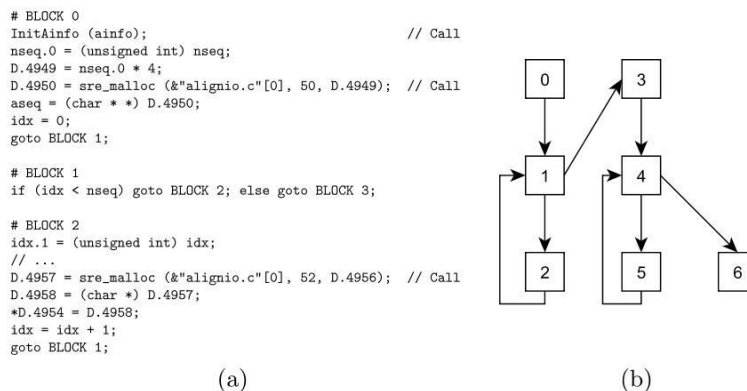 # BLOCK 0
InitAinfo (ainfo); // Call
nseq.0 = (unsigned int) nseq;
D.4949 = nseq.0 * 4;
D.4950 = sre_malloc (&"alignio.c"[0], 50, D.4949); // Call
aseq = (char * *) D.4950;
idx = 0;
goto BLOCK 1;
# BLOCK 1
if (idx < nseq) goto BLOCK 2; else goto BLOCK 3;
# BLOCK 2
idx.1 = (unsigned int) idx;
// ...
D.4957 = sre_malloc (&"alignio.c"[0], 52, D.4956); // Call
D.4958 = (char *) D.4957;
*D.4954 = D.4958;
idx = idx + 1;
goto BLOCK 1;
(a)
0 3
1 4
2 5 6
(b)